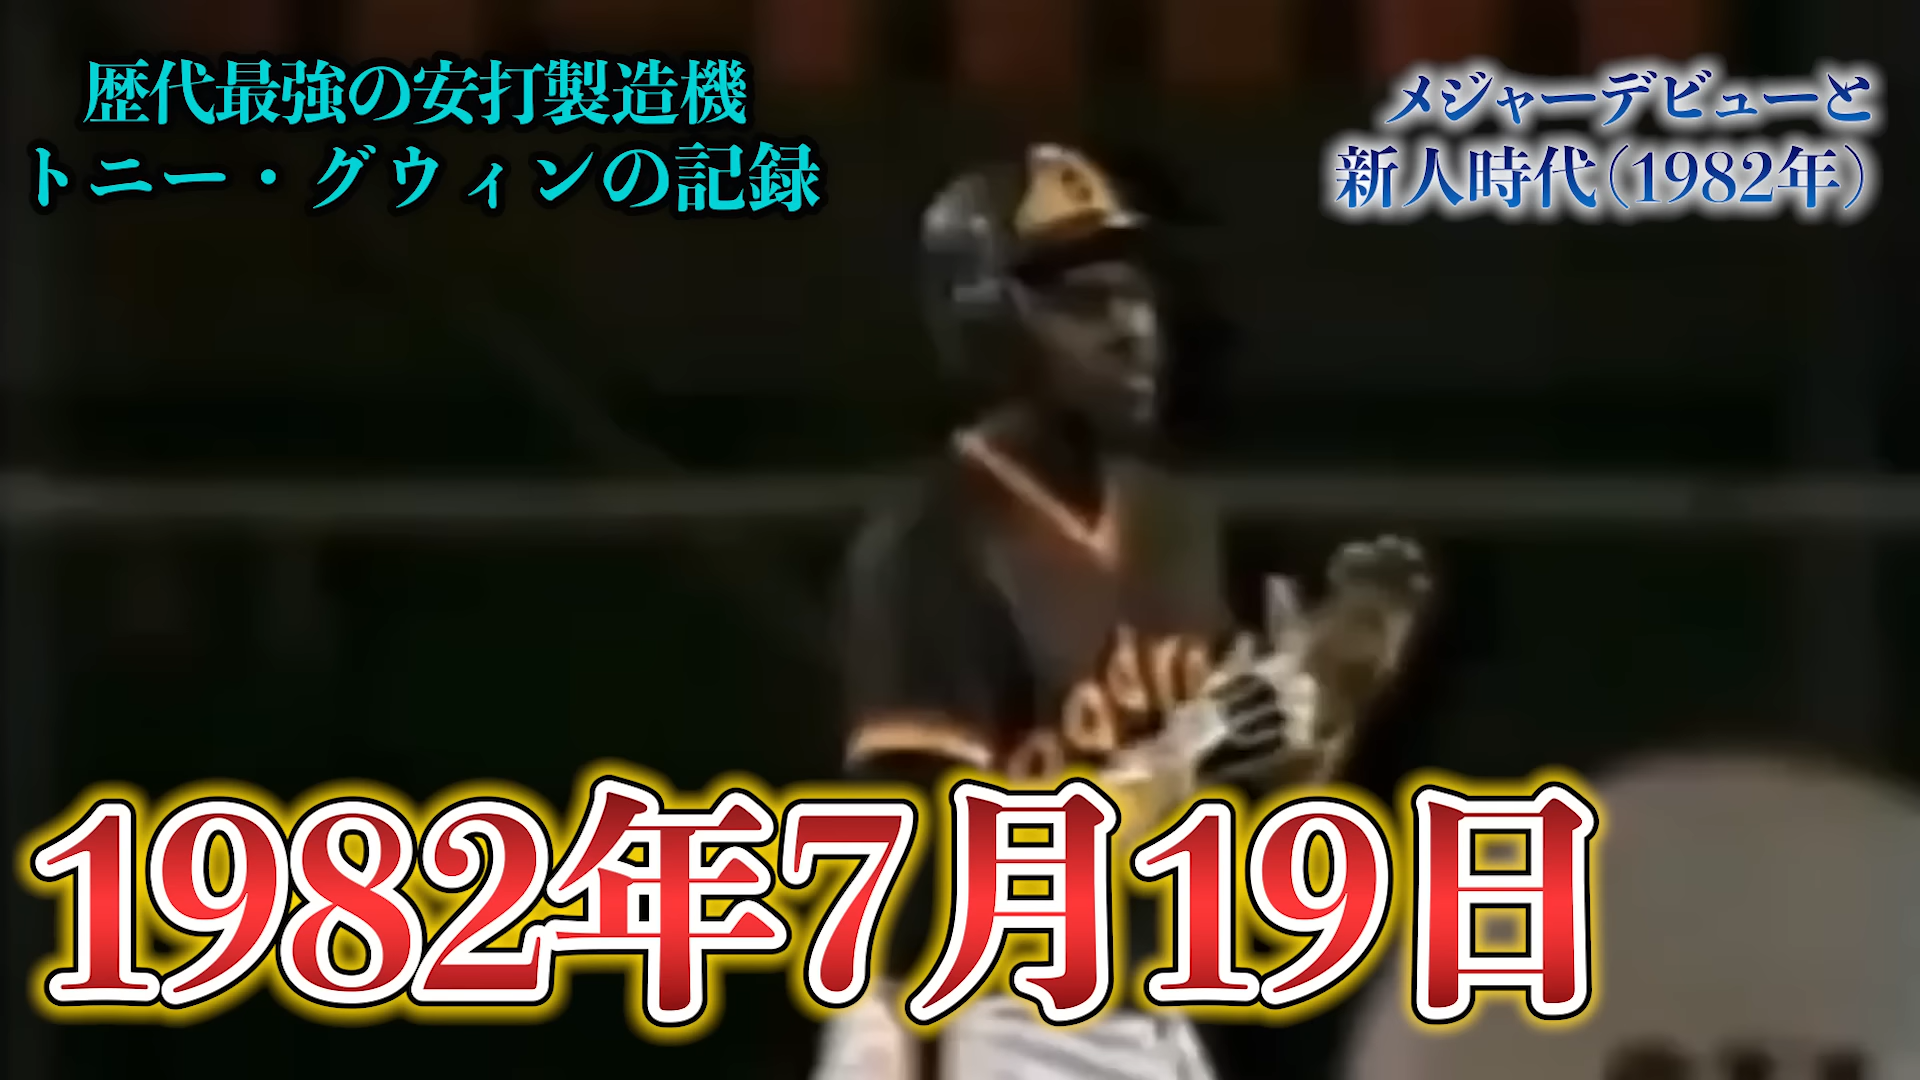 歴代最強の安打製造機
トニー・グウィンの記録
メジャーデビューと
新人時代（1982年）
1982年7月19日